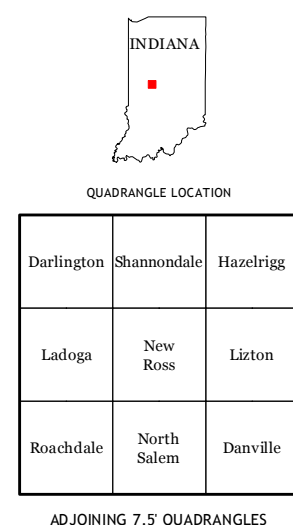 INDIANA
QUADRANGLE LOCATION
Darlington Shannondale Hazelrigg
Ladoga New Ross Lizton
Roachdale North Salem Danville
ADJOINING 7.5' QUADRANGLES